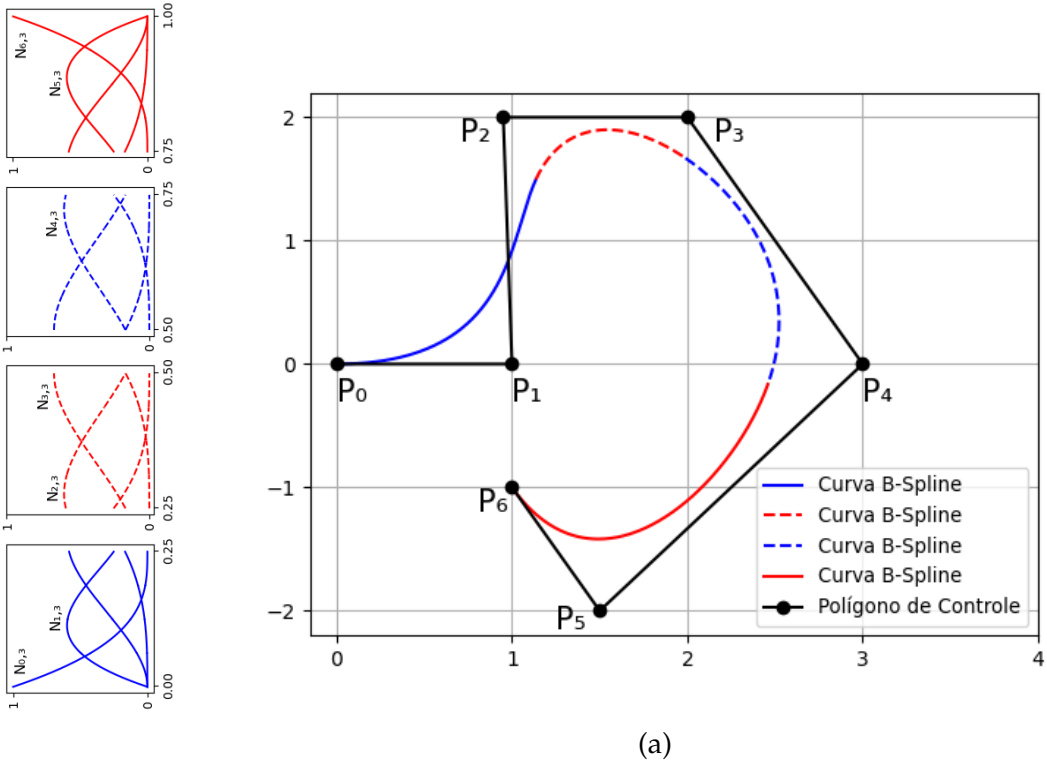 N₆,₃
N₅,₃
1.00
0.75
1
0
N₄,₃
0.75
0.50
1
0
N₃,₃
N₂,₃
0.50
0.25
1
0
N₁,₃
N₀,₃
0.25
0.00
1
0
2
1
0
−1
−2
0
1
2
3
4
P₂
P₃
P₀
P₁
P₄
P₆
P₅
Curva B-Spline
Curva B-Spline
Curva B-Spline
Curva B-Spline
Polígono de Controle
(a)